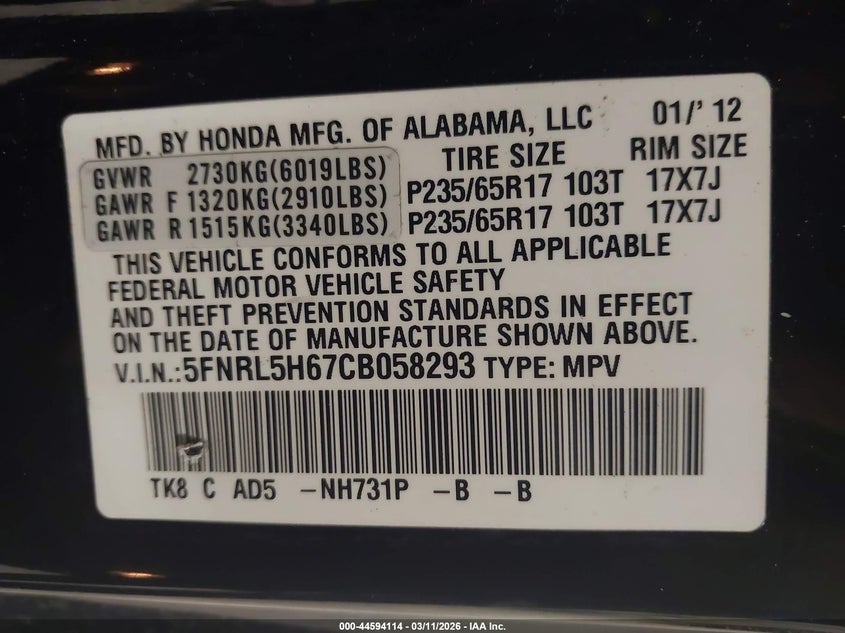 MFD. BY HONDA MFG. OF ALABAMA, LLC 01/' 12
GVWR 2730KG(6019LBS) TIRE SIZE RIM SIZE
GAWR F 1320KG(2910LBS) P235/65R17 103T 17X7J
GAWR R 1515KG(3340LBS) P235/65R17 103T 17X7J
THIS VEHICLE CONFORMS TO ALL APPLICABLE
FEDERAL MOTOR VEHICLE SAFETY
AND THEFT PREVENTION STANDARDS IN EFFECT
ON THE DATE OF MANUFACTURE SHOWN ABOVE.
V.I.N.:5FNRL5H67CB058293 TYPE: MPV
TK8 C AD5 -NH731P -B -B
000-44594114 - 03/11/2026 - IAA Inc.